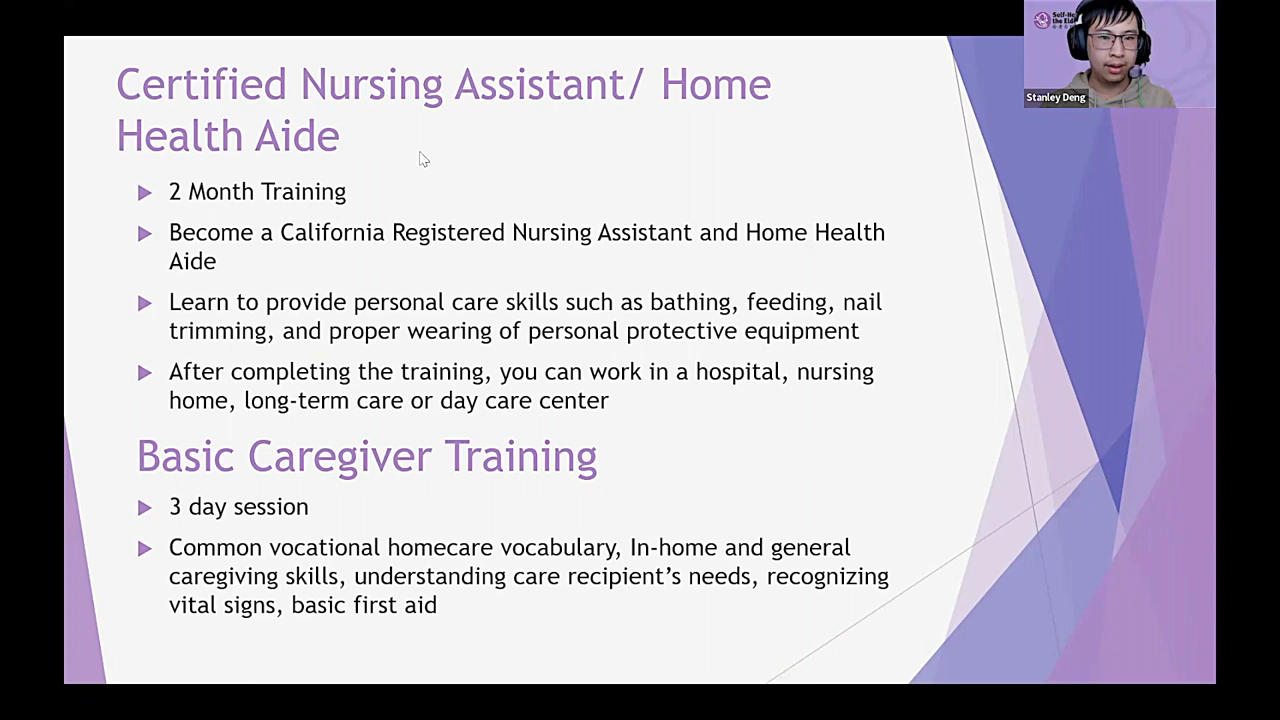 Certified Nursing Assistant/ Home
Health Aide
2 Month Training
Become a California Registered Nursing Assistant and Home Health
Aide
Learn to provide personal care skills such as bathing, feeding, nail
trimming, and proper wearing of personal protective equipment
After completing the training, you can work in a hospital, nursing
home, long-term care or day care center
Basic Caregiver Training
3 day session
Common vocational homecare vocabulary, In-home and general
caregiving skills, understanding care recipient's needs, recognizing
vital signs, basic first aid
Stanley Deng